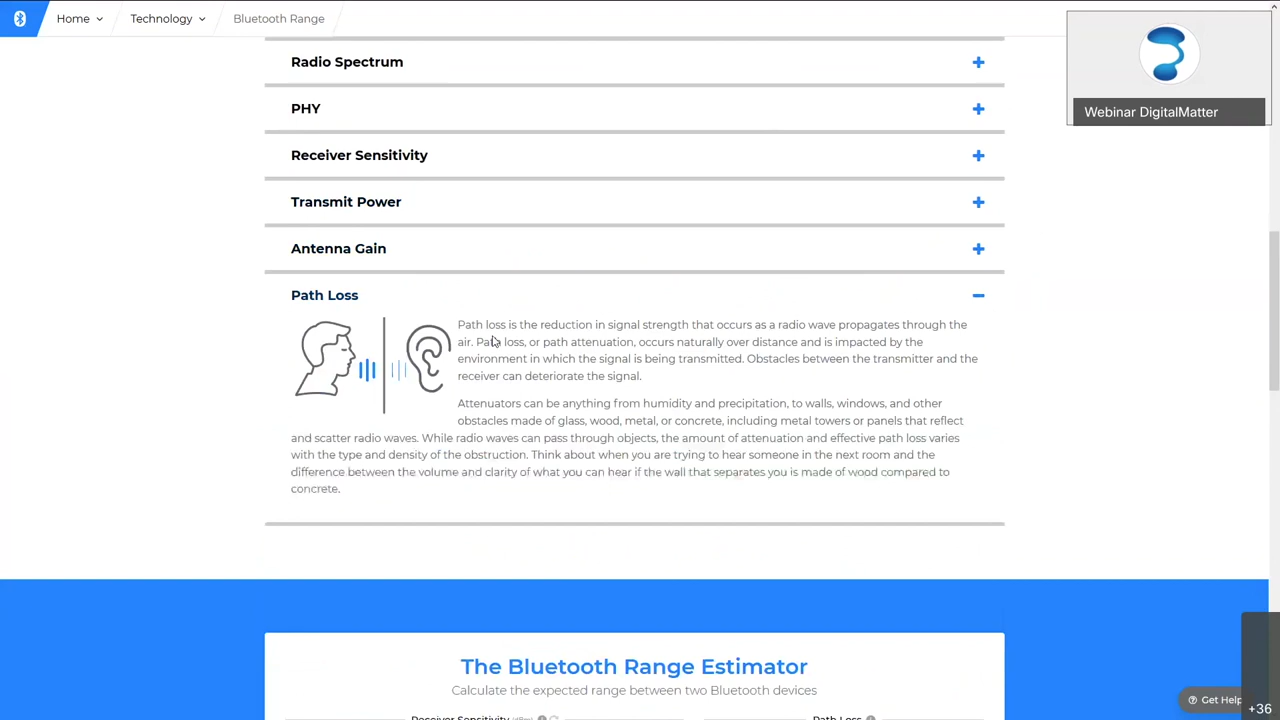 Home
Technology
Bluetooth Range
Webinar DigitalMatter
Radio Spectrum
PHY
Receiver Sensitivity
Transmit Power
Antenna Gain
Path Loss
Path loss is the reduction in signal strength that occurs as a radio wave propagates through the
air. Path loss, or path attenuation, occurs naturally over distance and is impacted by the
environment in which the signal is being transmitted. Obstacles between the transmitter and the
receiver can deteriorate the signal.
Attenuators can be anything from humidity and precipitation, to walls, windows, and other
obstacles made of glass, wood, metal, or concrete, including metal towers or panels that reflect
and scatter radio waves. While radio waves can pass through objects, the amount of attenuation and effective path loss varies
with the type and density of the obstruction. Think about when you are trying to hear someone in the next room and the
difference between the volume and clarity of what you can hear if the wall that separates you is made of wood compared to
concrete.
The Bluetooth Range Estimator
Calculate the expected range between two Bluetooth devices
Receiver Sensitivity (dBm)
Path Loss
Get Help
+36